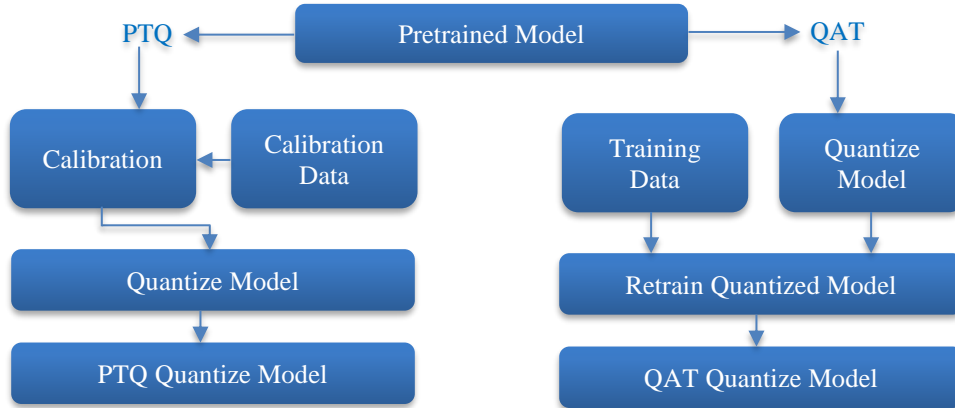 PTQ
Pretrained Model
QAT
Calibration
Calibration
Data
Training
Data
Quantize
Model
Quantize Model
Retrain Quantized Model
PTQ Quantize Model
QAT Quantize Model